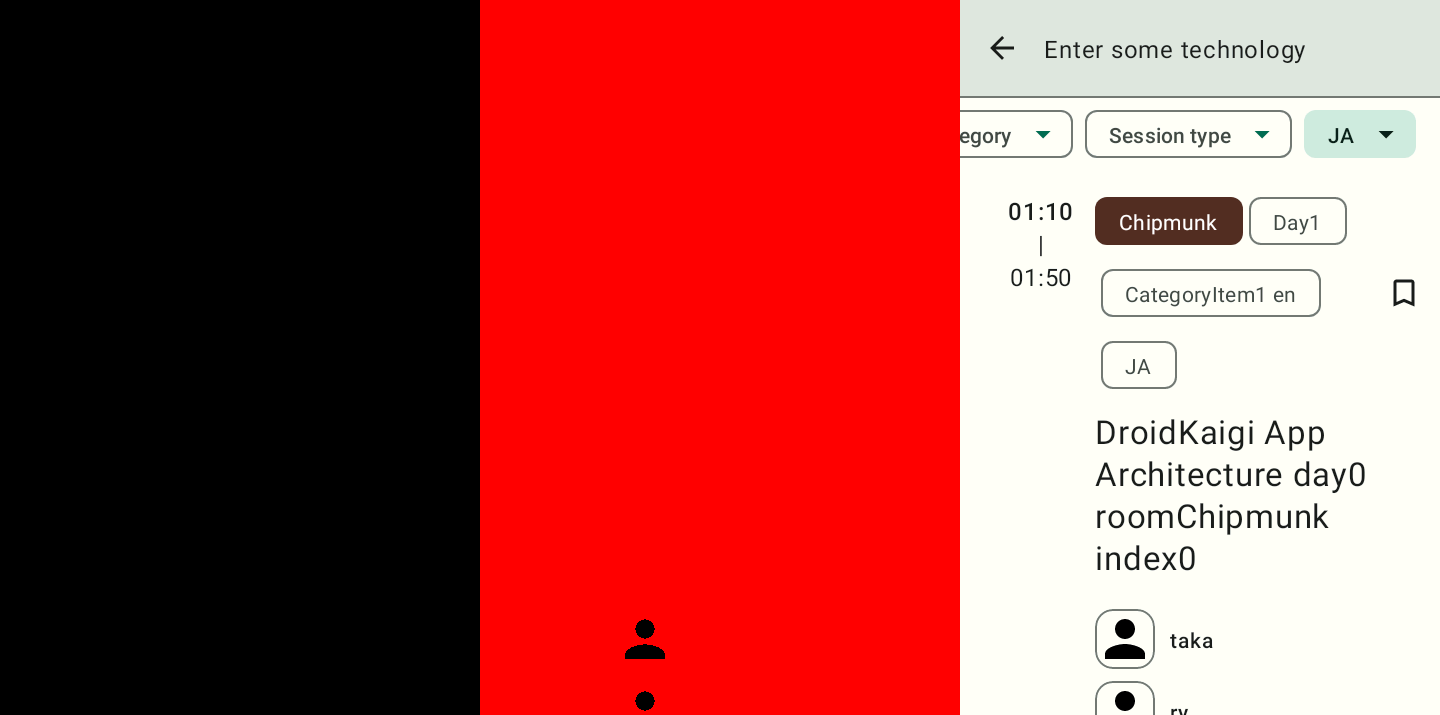 Enter some technology
egory
Session type
JA
01:10
|
01:50
Chipmunk
Day1
CategoryItem1 en
JA
DroidKaigi App
Architecture day0
roomChipmunk
index0
taka
ry